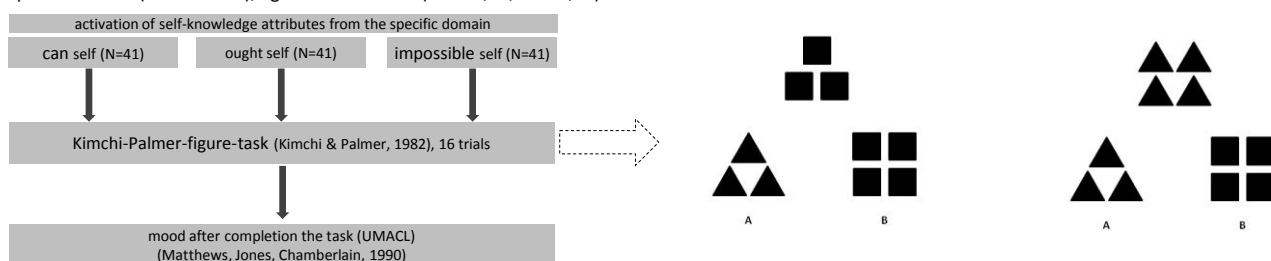 activation of self-knowledge attributes from the specific domain
can self (N=41)
ought self (N=41)
impossible self (N=41)
Kimchi-Palmer-figure-task (Kimchi & Palmer, 1982), 16 trials
mood after completion the task (UMACL)
(Matthews, Jones, Chamberlain, 1990)
A
B
A
B